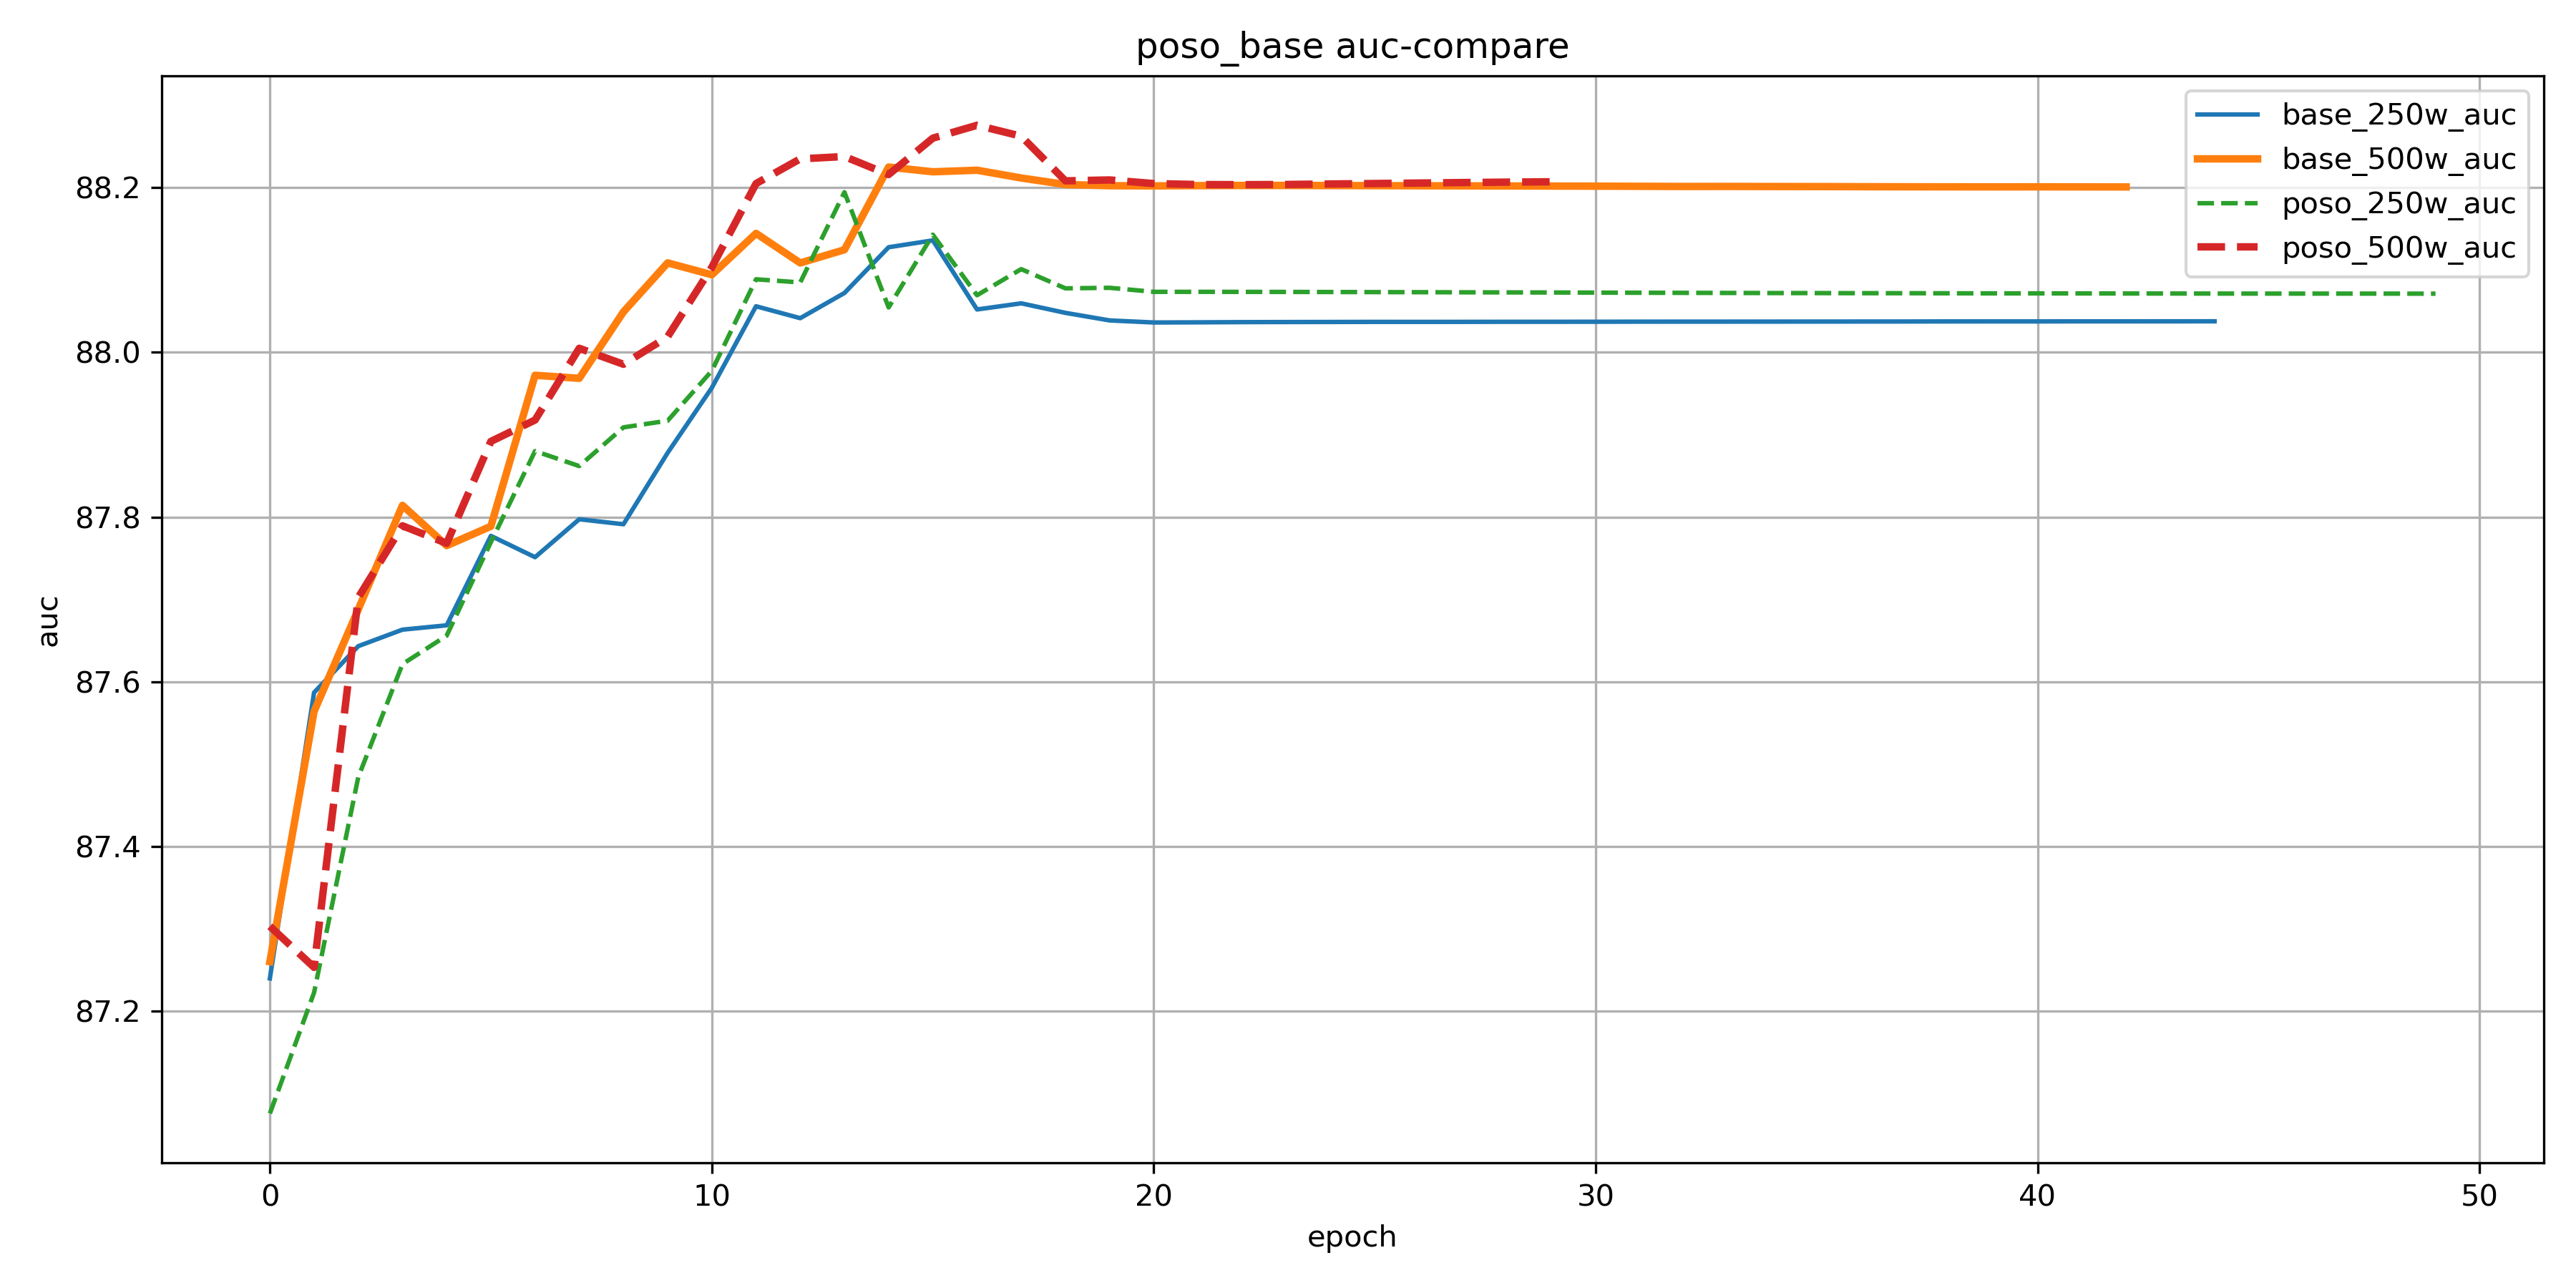 poso_base auc-compare
base_250w_auc
base_500w_auc
poso_250w_auc
poso_500w_auc
88.2
88.0
87.8
87.6
87.4
87.2
auc
0 10 20 30 40 50
epoch